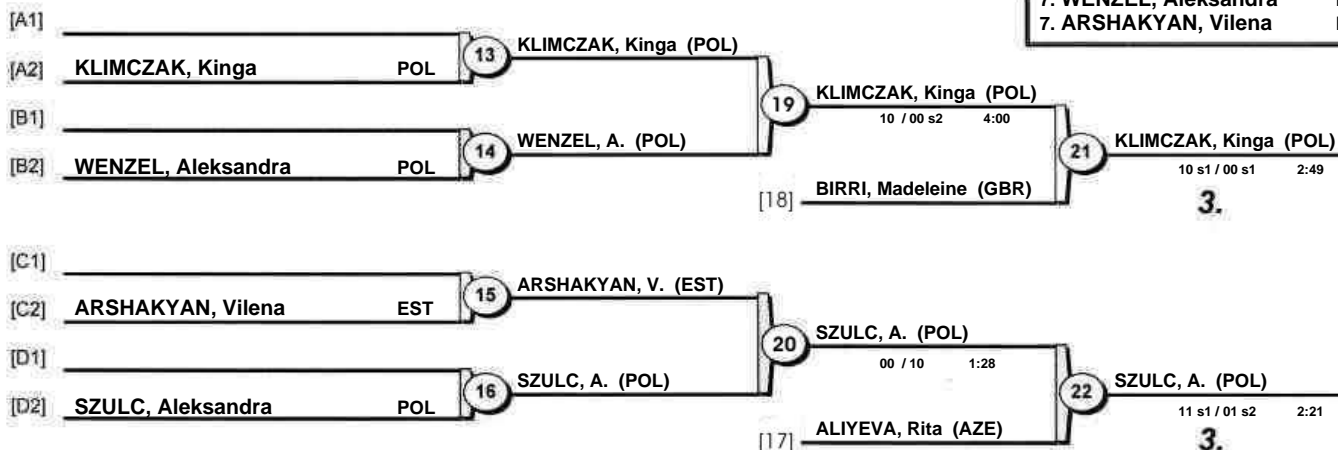 7. WENZEL, Aleksandra
7. ARSHAKYAN, Vilena
[A1]
[A2] KLIMCZAK, Kinga POL
13 KLIMCZAK, Kinga (POL)
[B1]
[B2] WENZEL, Aleksandra POL
14 WENZEL, A. (POL)
19 KLIMCZAK, Kinga (POL)
10 / 00 s2 4:00
[18] BIRRI, Madeleine (GBR)
21 KLIMCZAK, Kinga (POL)
10 s1 / 00 s1 2:49
3.
[C1]
[C2] ARSHAKYAN, Vilena EST
15 ARSHAKYAN, V. (EST)
[D1]
[D2] SZULC, Aleksandra POL
16 SZULC, A. (POL)
20 SZULC, A. (POL)
00 / 10 1:28
[17] ALIYEVA, Rita (AZE)
22 SZULC, A. (POL)
11 s1 / 01 s2 2:21
3.